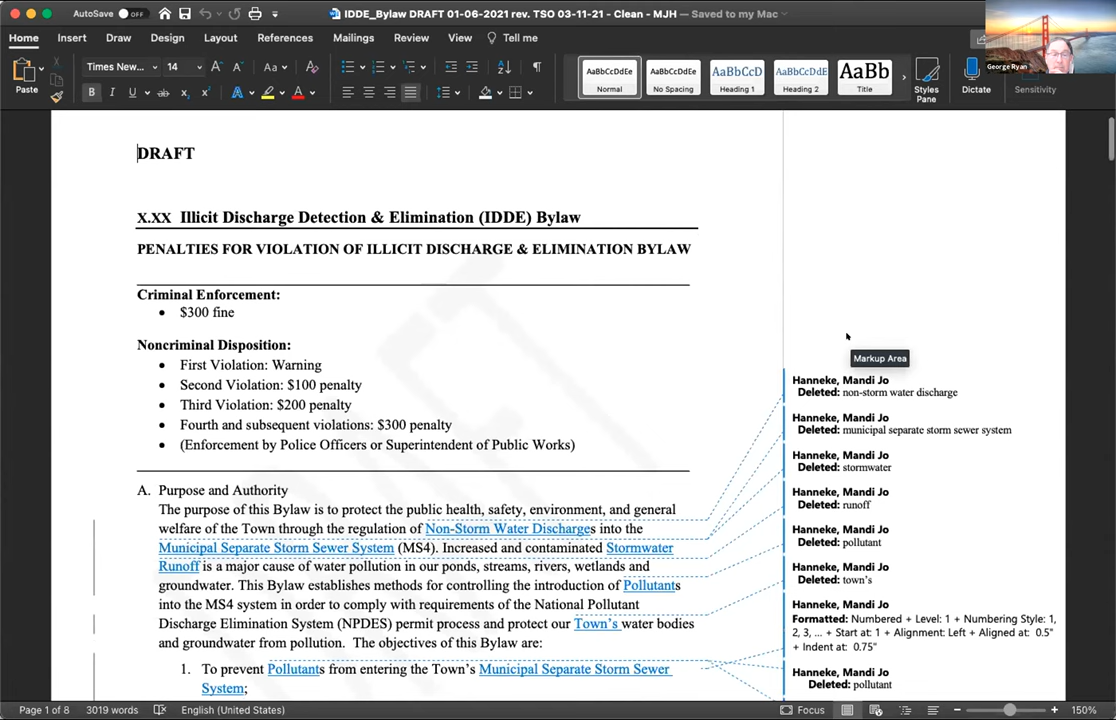 AutoSave OFF
IDDE_Bylaw DRAFT 01-06-2021 rev. TSO 03-11-21 - Clean - MJH — Saved to my Mac
Home Insert Draw Design Layout References Mailings Review View Tell me
George Ryan
Paste
Times New... 14
AaBbCcDdEe AaBbCcDdEe AaBbCcD AaBbCcDdE AaBb
Normal No Spacing Heading 1 Heading 2 Title
Styles Pane
Dictate Sensitivity
DRAFT
X.XX Illicit Discharge Detection & Elimination (IDDE) Bylaw
PENALTIES FOR VIOLATION OF ILLICIT DISCHARGE & ELIMINATION BYLAW
Criminal Enforcement:
• $300 fine
Noncriminal Disposition:
• First Violation: Warning
• Second Violation: $100 penalty
• Third Violation: $200 penalty
• Fourth and subsequent violations: $300 penalty
• (Enforcement by Police Officers or Superintendent of Public Works)
A. Purpose and Authority
The purpose of this Bylaw is to protect the public health, safety, environment, and general
welfare of the Town through the regulation of Non-Storm Water Discharges into the
Municipal Separate Storm Sewer System (MS4). Increased and contaminated Stormwater
Runoff is a major cause of water pollution in our ponds, streams, rivers, wetlands and
groundwater. This Bylaw establishes methods for controlling the introduction of Pollutants
into the MS4 system in order to comply with requirements of the National Pollutant
Discharge Elimination System (NPDES) permit process and protect our Town's water bodies
and groundwater from pollution. The objectives of this Bylaw are:
1. To prevent Pollutants from entering the Town's Municipal Separate Storm Sewer
System;
Markup Area
Hanneke, Mandi Jo
Deleted: non-storm water discharge
Hanneke, Mandi Jo
Deleted: municipal separate storm sewer system
Hanneke, Mandi Jo
Deleted: stormwater
Hanneke, Mandi Jo
Deleted: runoff
Hanneke, Mandi Jo
Deleted: pollutant
Hanneke, Mandi Jo
Deleted: town's
Hanneke, Mandi Jo
Formatted: Numbered + Level: 1 + Numbering Style: 1,
2, 3, ... + Start at: 1 + Alignment: Left + Aligned at: 0.5"
+ Indent at: 0.75"
Hanneke, Mandi Jo
Deleted: pollutant
Page 1 of 8 3019 words English (United States) Focus 150%